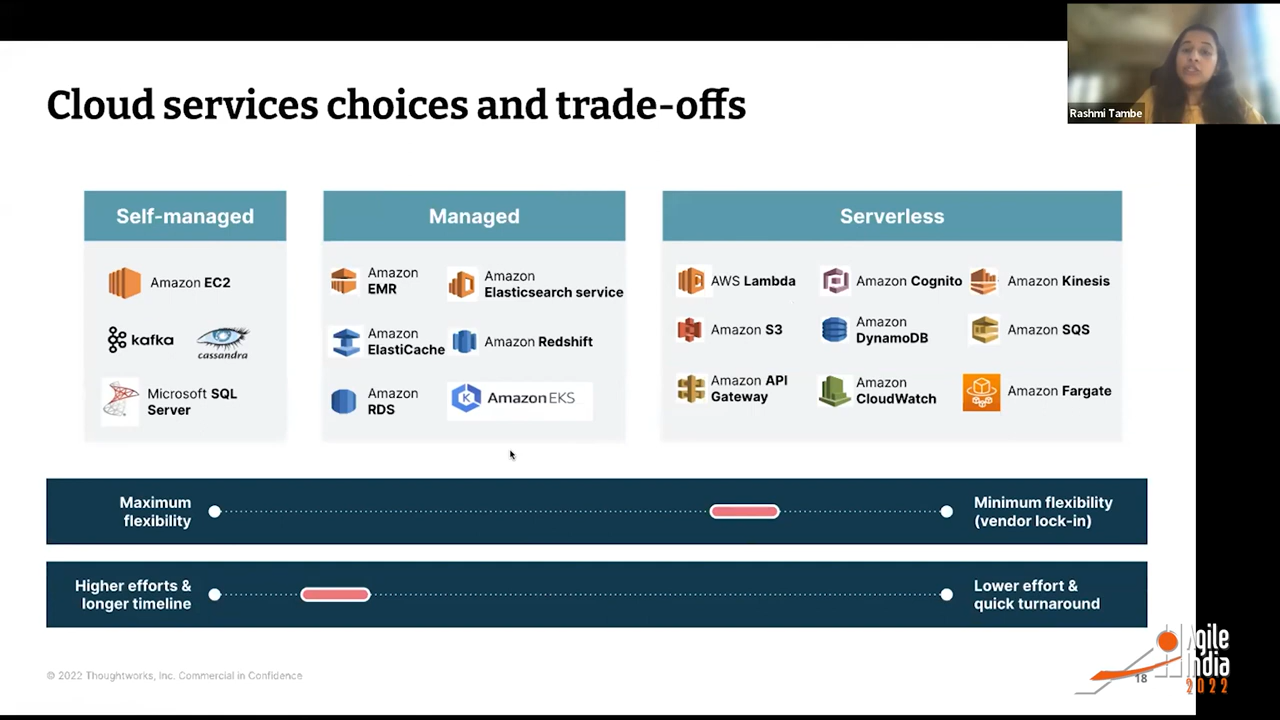 Cloud services choices and trade-offs
Rashmi Tambe
Self-managed
Amazon EC2
kafka
cassandra
Microsoft SQL
Server
Managed
Amazon
EMR
Amazon
Elasticsearch service
Amazon
ElastiCache
Amazon Redshift
Amazon
RDS
Amazon EKS
Serverless
AWS Lambda
Amazon Cognito
Amazon Kinesis
Amazon S3
Amazon
DynamoDB
Amazon SQS
Amazon API
Gateway
Amazon
CloudWatch
Amazon Fargate
Maximum
flexibility
Minimum flexibility
(vendor lock-in)
Higher efforts &
longer timeline
Lower effort &
quick turnaround
© 2022 Thoughtworks, Inc. Commercial in Confidence
18
Agile
India
2022